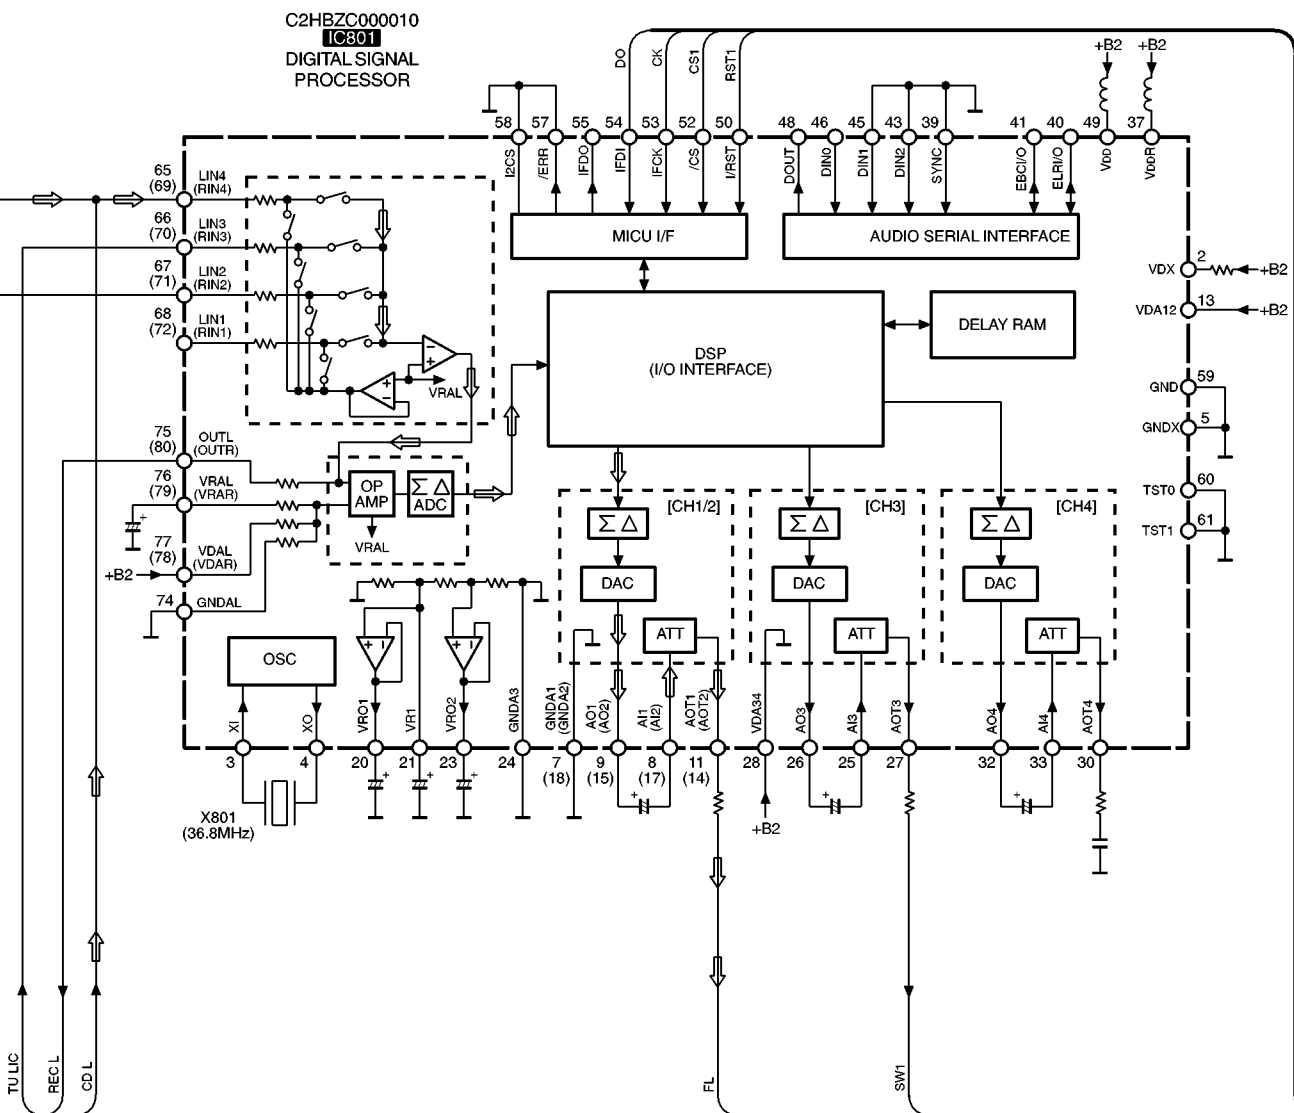 C2HBZC000010
IC801
DIGITAL SIGNAL
PROCESSOR
DO
CK
CS1
RST1
+B2
+B2
58
57
55
54
53
52
50
48
46
45
43
39
41
40
49
37
I2CS
/ERR
IFDO
IFDI
IFCK
/CS
I/RST
DOUT
DIN0
DIN1
DIN2
SYNC
EBCI/O
ELRI/O
VDD
VDDR
MICU I/F
AUDIO SERIAL INTERFACE
65
(69)
LIN4
(RIN4)
66
(70)
LIN3
(RIN3)
67
(71)
LIN2
(RIN2)
68
(72)
LIN1
(RIN1)
−
+
+
−
VRAL
DSP
(I/O INTERFACE)
DELAY RAM
VDX
2
+B2
VDA12
13
+B2
GND
59
GNDX
5
TST0
60
TST1
61
75
(80)
OUTL
(OUTR)
76
(79)
VRAL
(VRAR)
+
77
(78)
VDAL
(VDAR)
+B2
74
GNDAL
OP
AMP
Σ Δ
ADC
VRAL
[CH1/2]
Σ Δ
DAC
ATT
[CH3]
Σ Δ
DAC
ATT
[CH4]
Σ Δ
DAC
ATT
OSC
+ −
+ −
XI
XO
VRO1
VR1
VRO2
GNDA3
GNDA1
(GNDA2)
AO1
(AO2)
AI1
(AI2)
AOT1
(AOT2)
VDA34
AO3
AI3
AOT3
AO4
AI4
AOT4
3
4
20
21
23
24
7
(18)
9
(15)
8
(17)
11
(14)
28
26
25
27
32
33
30
+
+
+
+
+
+
X801
(36.8MHz)
+B2
TU LIC
REC L
CD L
FL
SW1